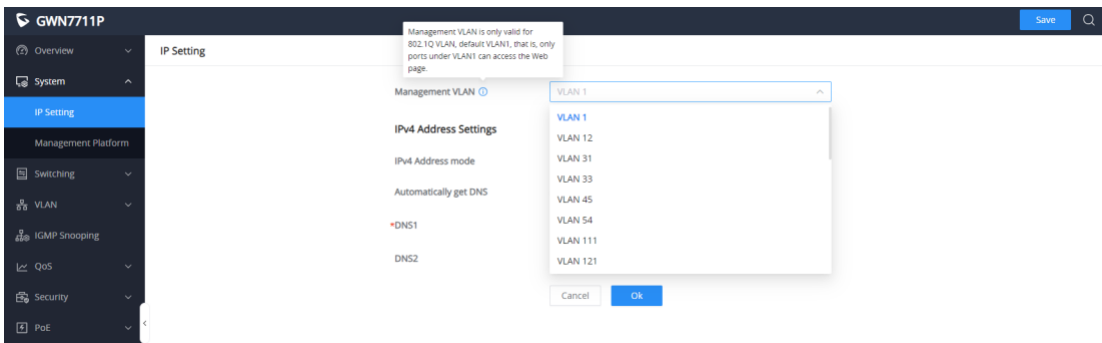 GWN7711P
Save
Management VLAN is only valid for
802.1Q VLAN, default VLAN1, that is, only
ports under VLAN1 can access the Web
page.
Overview
IP Setting
System
IP Setting
Management Platform
Switching
VLAN
IGMP Snooping
QoS
Security
PoE
Management VLAN
VLAN 1
VLAN 1
VLAN 12
VLAN 31
VLAN 33
VLAN 45
VLAN 54
VLAN 111
VLAN 121
IPv4 Address Settings
IPv4 Address mode
Automatically get DNS
*DNS1
DNS2
Cancel
Ok